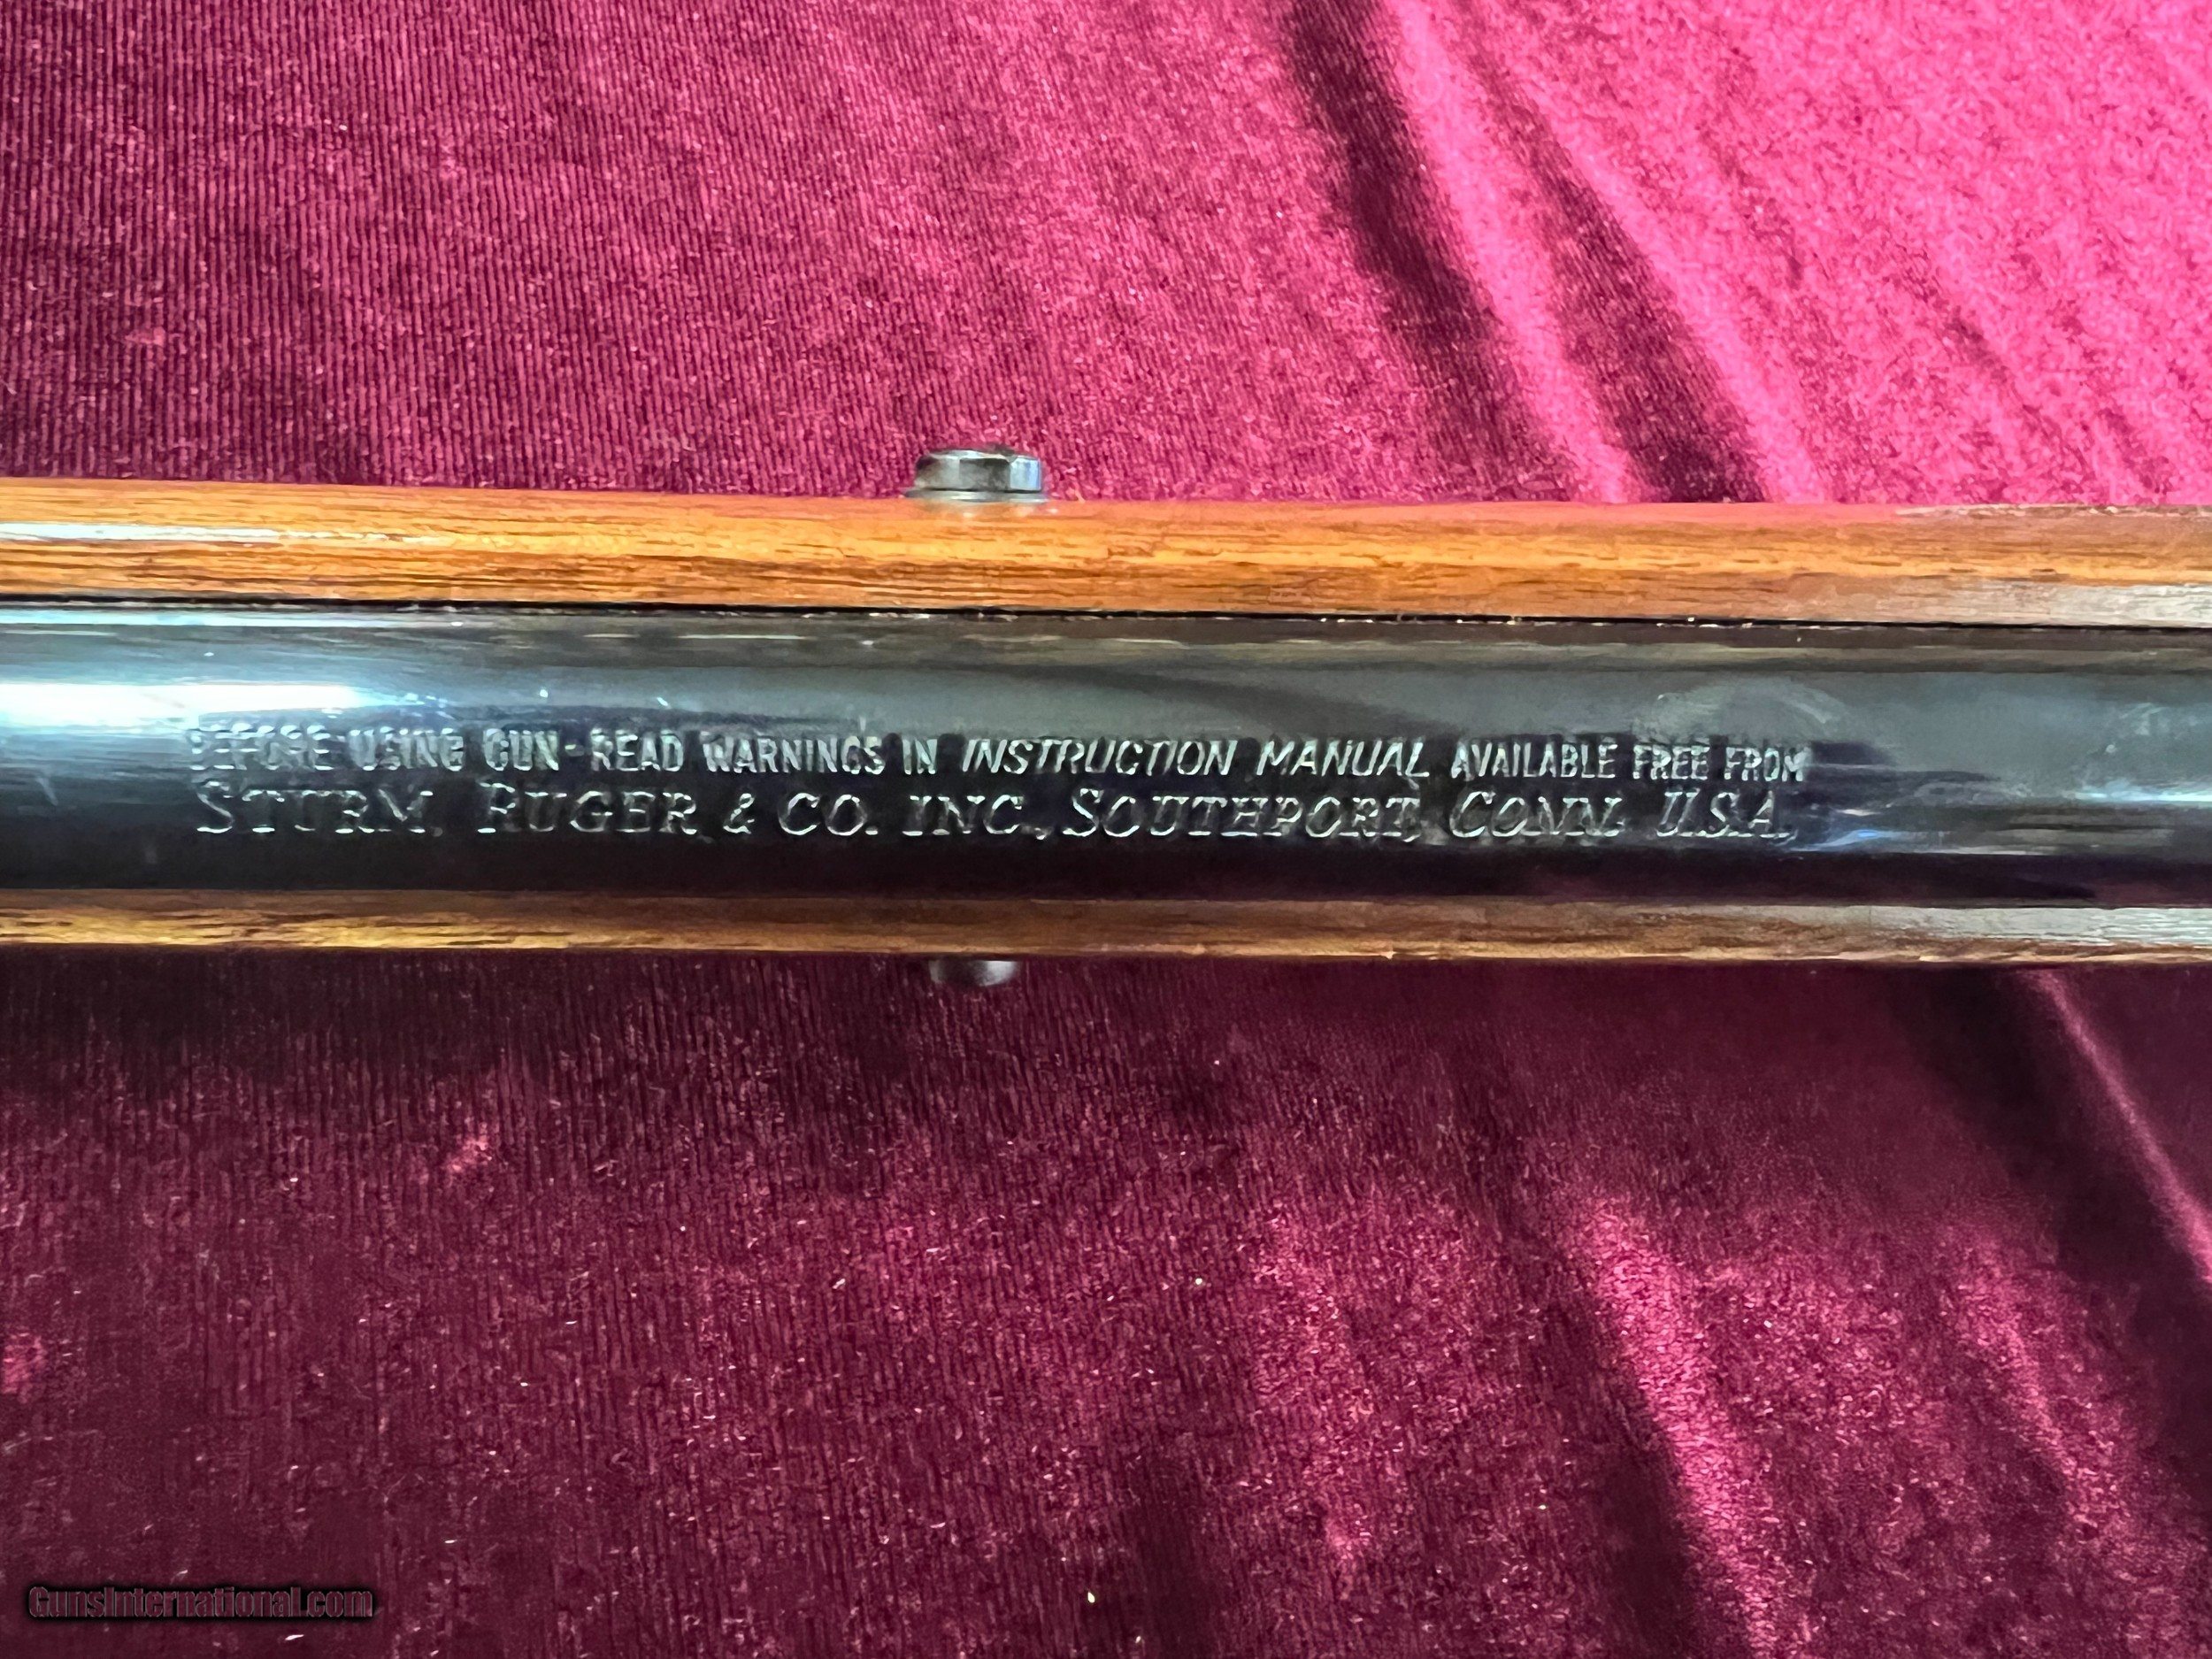 BEFORE USING GUN-READ WARNINGS IN INSTRUCTION MANUAL AVAILABLE FREE FROM
STURM, RUGER & CO. INC., SOUTHPORT, CONN. U.S.A.
GunsInternational.com